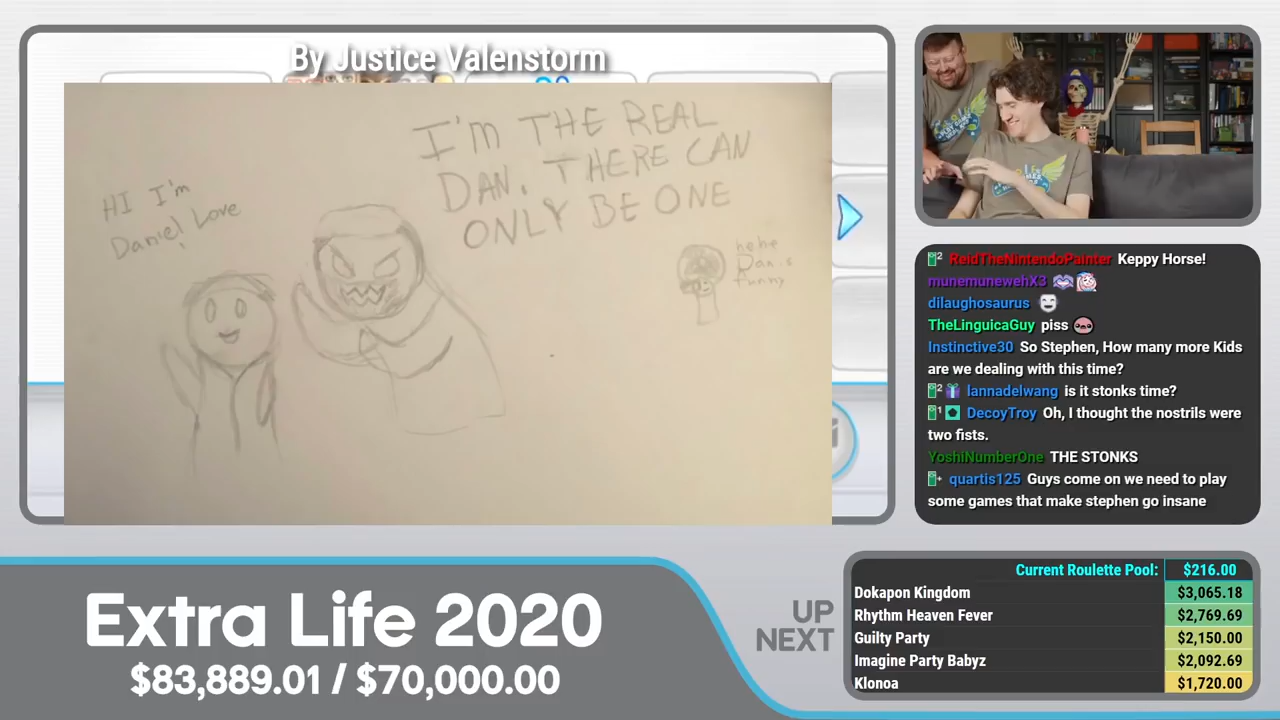 By Justice Valenstorm
I'M THE REAL
DAN. THERE CAN
ONLY BE ONE
HI I'm
Daniel Love
hehe
Dan is
funny
ReidTheNintendoPainter Keppy Horse!
munemunewehX3
dilaughosaurus
TheLinguicaGuy piss
Instinctive30 So Stephen, How many more Kids
are we dealing with this time?
lannadelwang is it stonks time?
DecoyTroy Oh, I thought the nostrils were
two fists.
YoshiNumberOne THE STONKS
quartis125 Guys come on we need to play
some games that make stephen go insane
Extra Life 2020
$83,889.01 / $70,000.00
UP
NEXT
Current Roulette Pool: $216.00
Dokapon Kingdom $3,065.18
Rhythm Heaven Fever $2,769.69
Guilty Party $2,150.00
Imagine Party Babyz $2,092.69
Klonoa $1,720.00